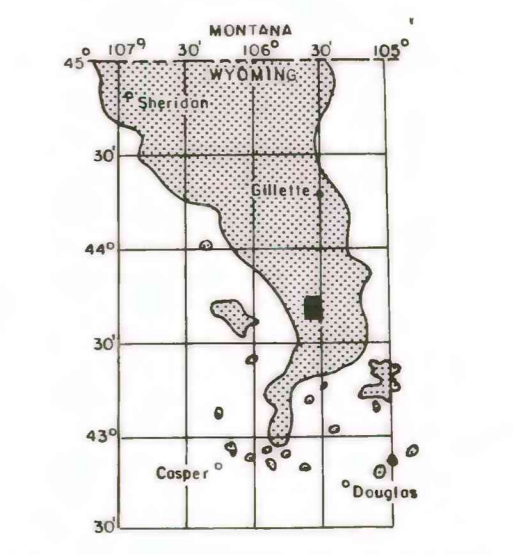 MONTANA
45° 107° 30' 106° 30' 105°
WYOMING
Sheridan
30'
Gillette
44°
30'
43°
Casper
Douglas
30'